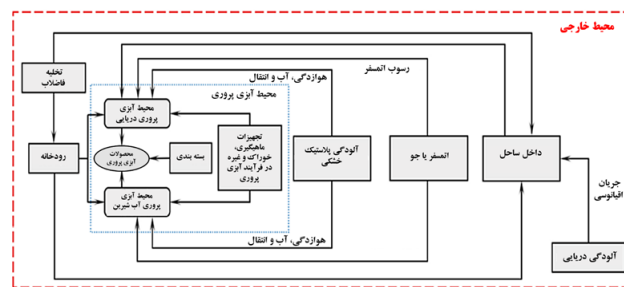 محیط خارجی
رسوب اتمسفر
هوازدگی، آب و انتقال
تخلیه
فاضلاب
محیط آبزی پروری
محیط آبزی
پروری دریایی
تجهیزات
ماهیگیری،
خوراک و غیره
در فرآیند آبزی
پروری
آلودگی پلاستیک
خشکی
اتمسفر یا جو
داخل ساحل
رودخانه
محصولات
آبزی پروری
بسته بندی
جریان
اقیانوسی
محیط آبزی
پروری آب شیرین
هوازدگی، آب و انتقال
آلودگی دریایی